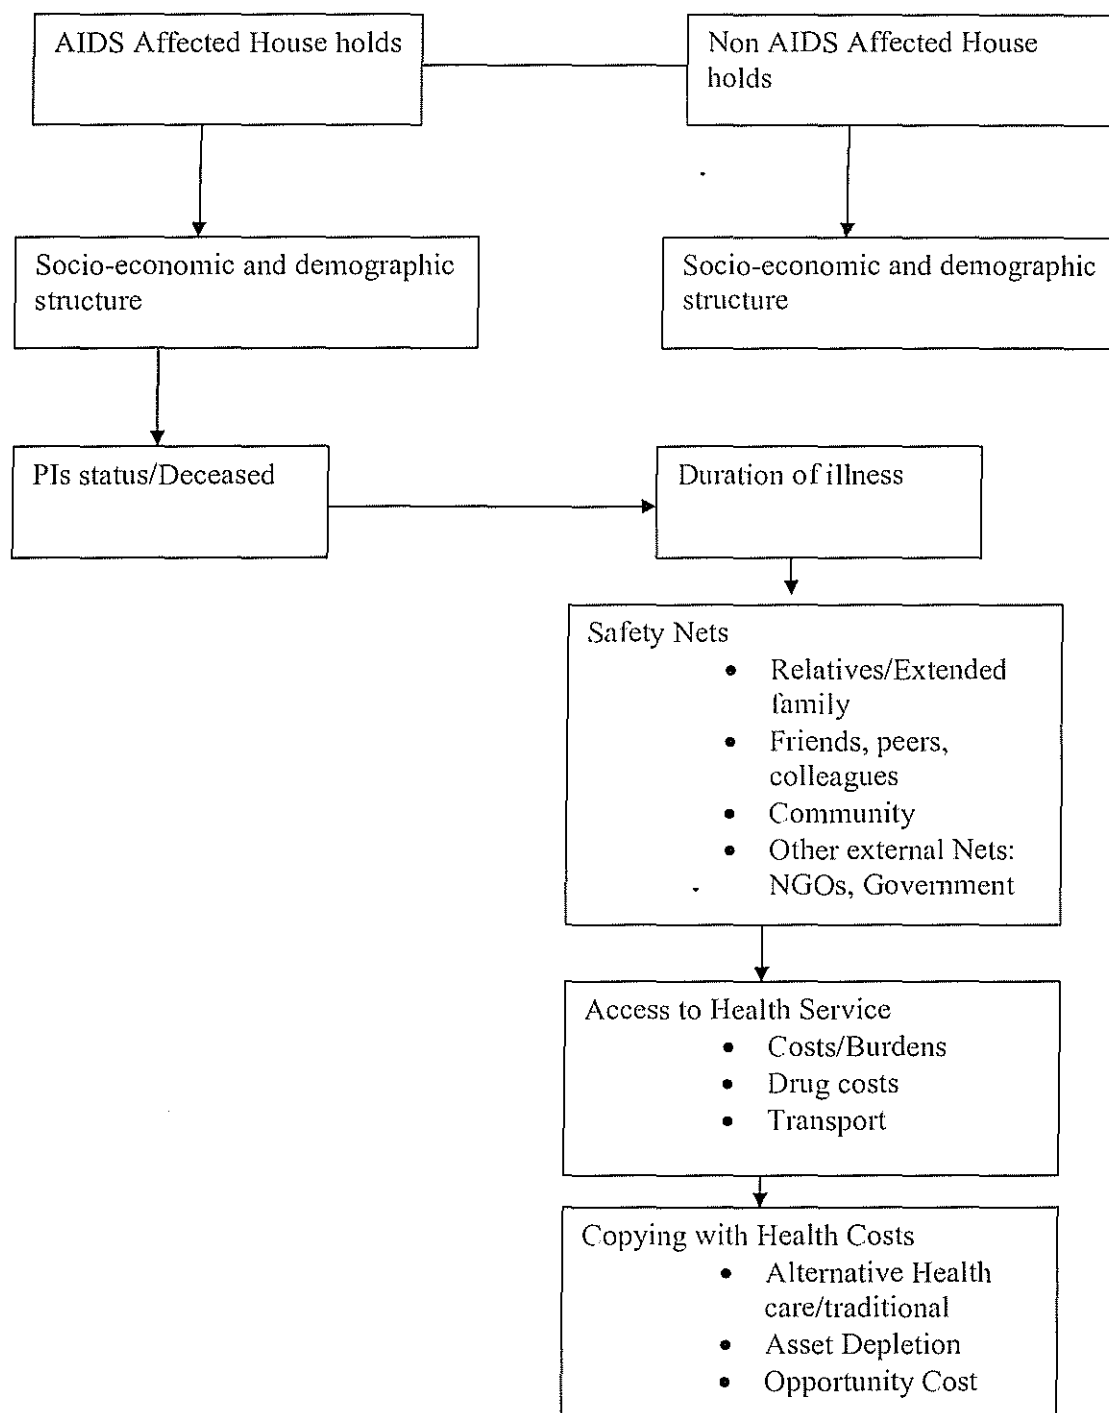 AIDS Affected House holds
Non AIDS Affected House
holds
Socio-economic and demographic
structure
Socio-economic and demographic
structure
PIs status/Deceased
Duration of illness
Safety Nets
• Relatives/Extended
family
• Friends, peers,
colleagues
• Community
• Other external Nets:
NGOs, Government
Access to Health Service
• Costs/Burdens
• Drug costs
• Transport
Copying with Health Costs
• Alternative Health
care/traditional
• Asset Depletion
• Opportunity Cost